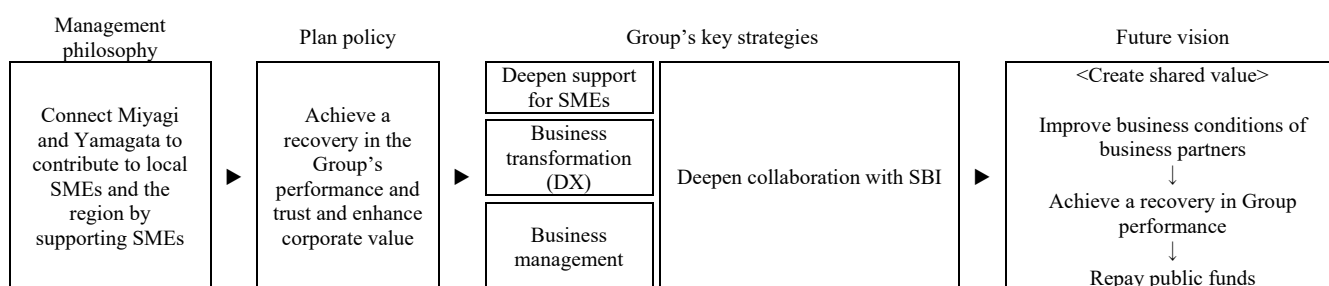 Management
philosophy
Plan policy
Group's key strategies
Future vision
Connect Miyagi
and Yamagata to
contribute to local
SMEs and the
region by
supporting SMEs
▶
Achieve a
recovery in the
Group's
performance and
trust and enhance
corporate value
▶
Deepen support
for SMEs
Business
transformation
(DX)
Business
management
Deepen collaboration with SBI
▶
<Create shared value>
Improve business conditions of
business partners
↓
Achieve a recovery in Group
performance
↓
Repay public funds